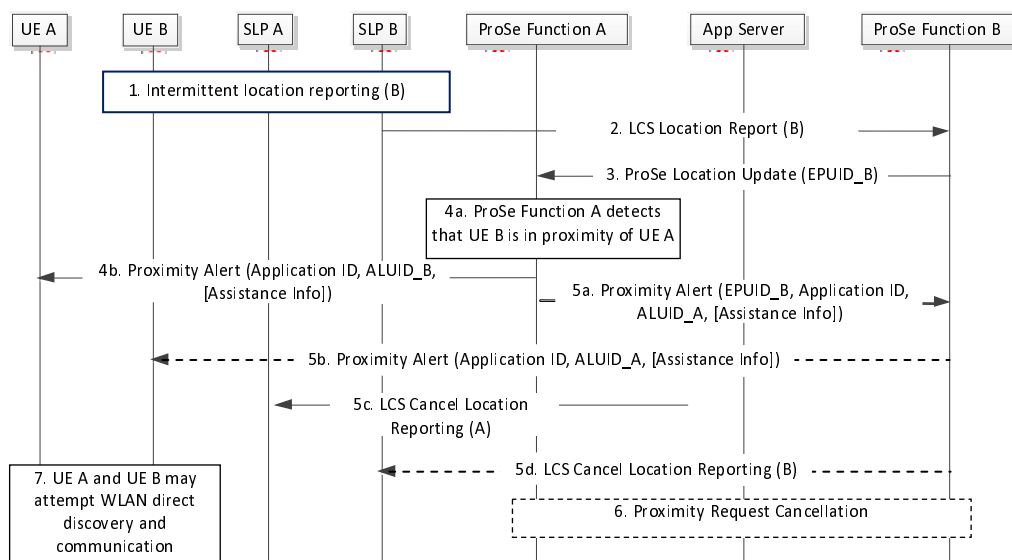 UE A
UE B
SLP A
SLP B
ProSe Function A
App Server
ProSe Function B
1. Intermittent location reporting (B)
2. LCS Location Report (B)
3. ProSe Location Update (EPUID_B)
4a. ProSe Function A detects
that UE B is in proximity of UE A
4b. Proximity Alert (Application ID, ALUID_B,
[Assistance Info])
5a. Proximity Alert (EPUID_B, Application ID,
ALUID_A, [Assistance Info])
5b. Proximity Alert (Application ID, ALUID_A, [Assistance Info])
5c. LCS Cancel Location
Reporting (A)
5d. LCS Cancel Location Reporting (B)
6. Proximity Request Cancellation
7. UE A and UE B may
attempt WLAN direct
discovery and
communication